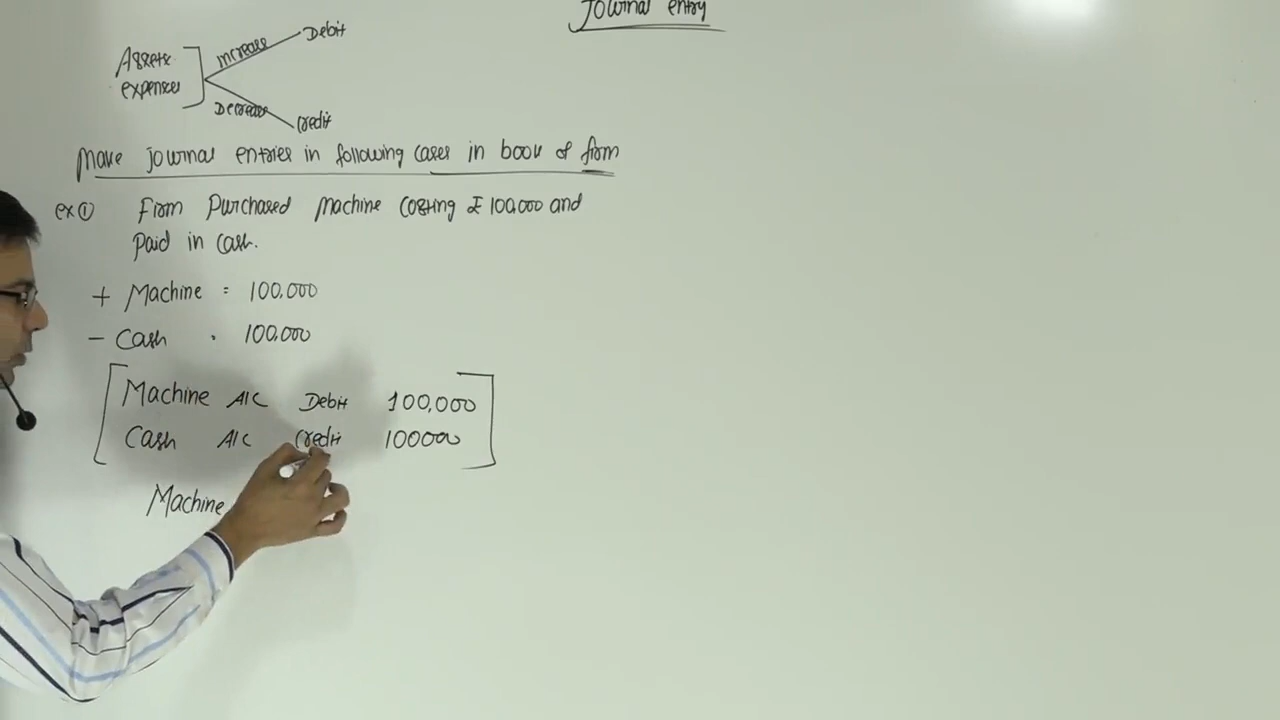 Journal entry
Assets
expenses
increase
Debit
Decrease
credit
Make journal entries in following cases in book of firm
ex ① Firm Purchased Machine Costing ₹ 100,000 and
Paid in cash.
+ Machine = 100,000
- Cash = 100,000
Machine A/C Debit 100,000
Cash A/C Credit 100000
Machine